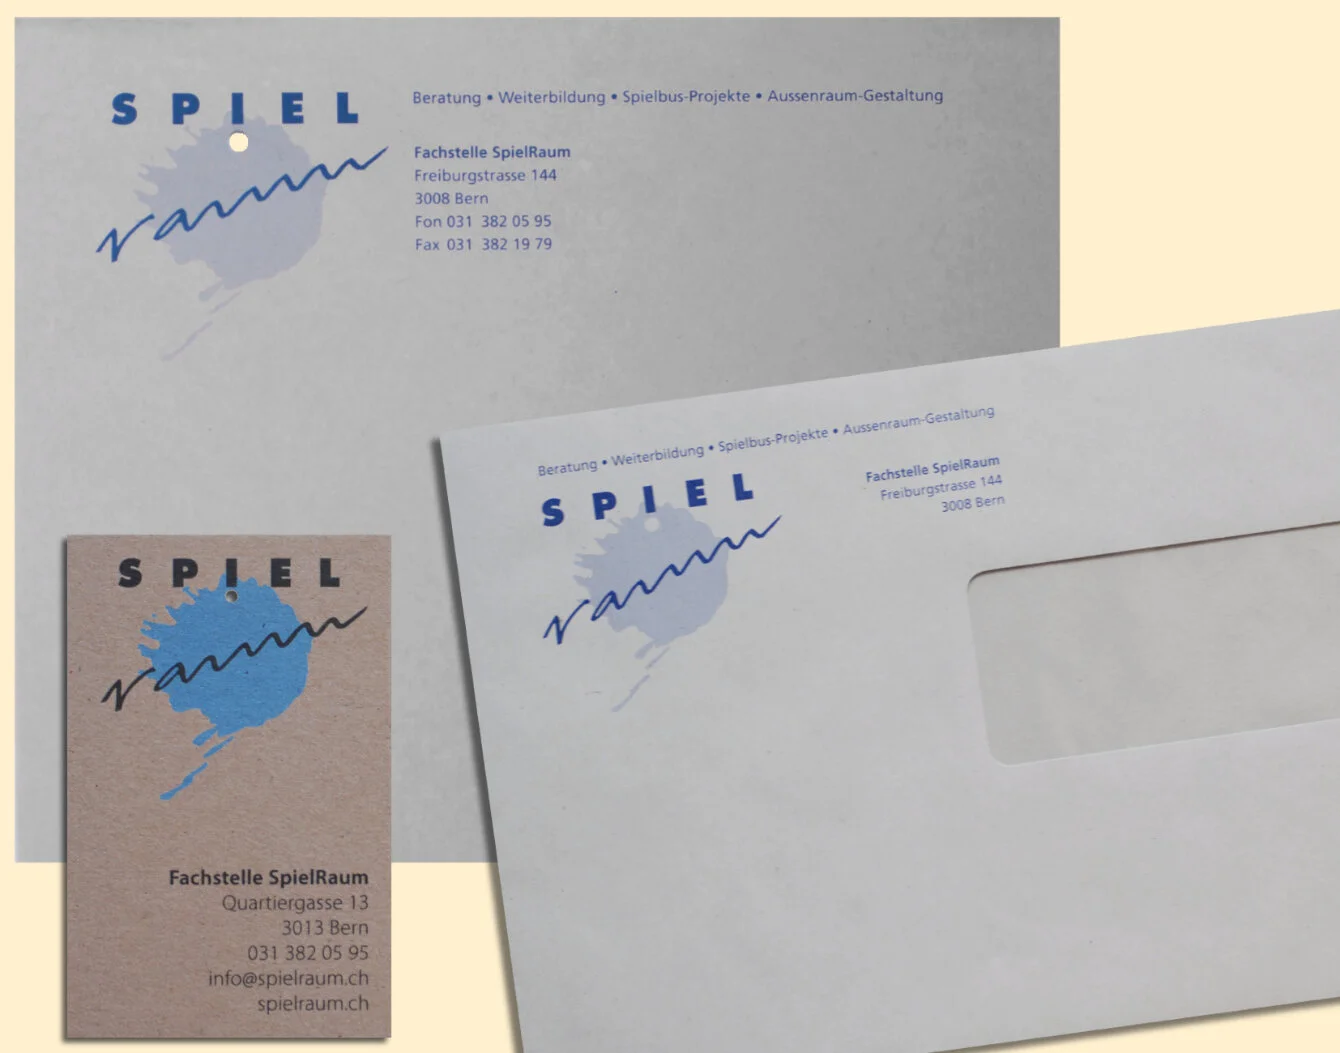 SPIEL
raum
Beratung • Weiterbildung • Spielbus-Projekte • Aussenraum-Gestaltung
Fachstelle SpielRaum
Freiburgstrasse 144
3008 Bern
Fon 031 382 05 95
Fax 031 382 19 79
Beratung • Weiterbildung • Spielbus-Projekte • Aussenraum-Gestaltung
SPIEL
raum
Fachstelle SpielRaum
Freiburgstrasse 144
3008 Bern
SPIEL
raum
Fachstelle SpielRaum
Quartiergasse 13
3013 Bern
031 382 05 95
info@spielraum.ch
spielraum.ch